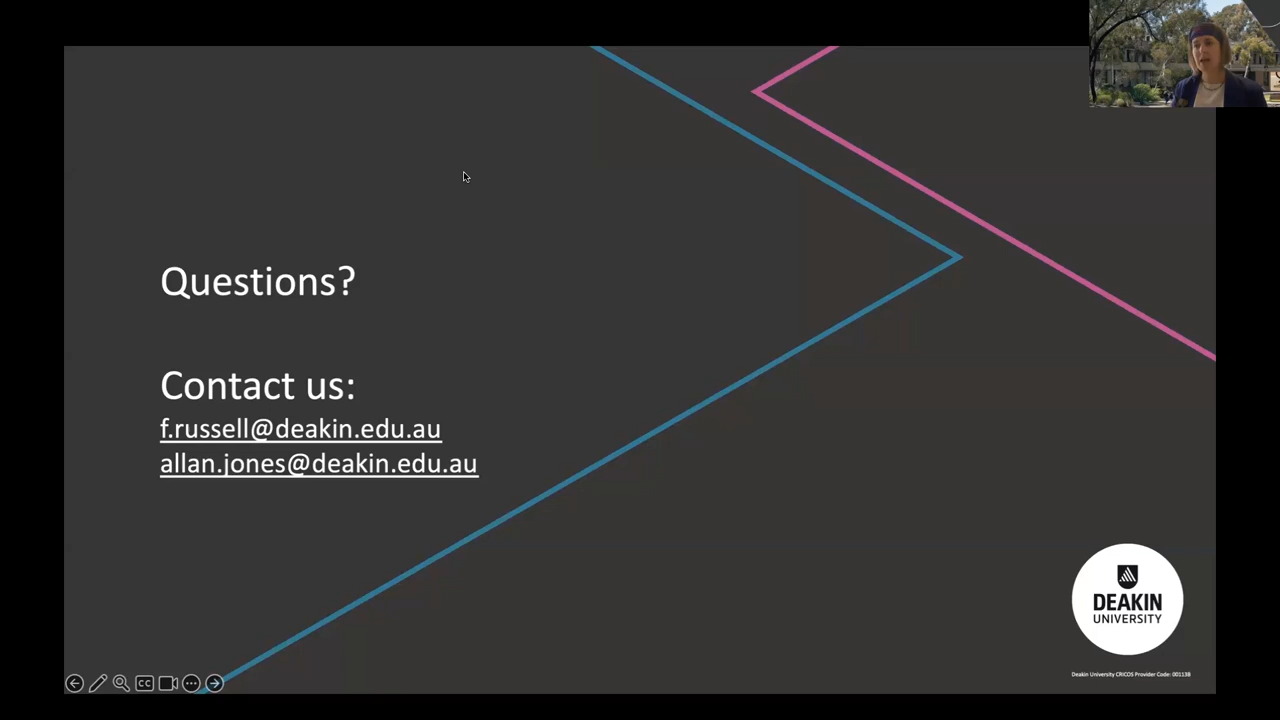 Questions?
Contact us:
f.russell@deakin.edu.au
allan.jones@deakin.edu.au
DEAKIN
UNIVERSITY
Deakin University CRICOS Provider Code: 00113B
CC